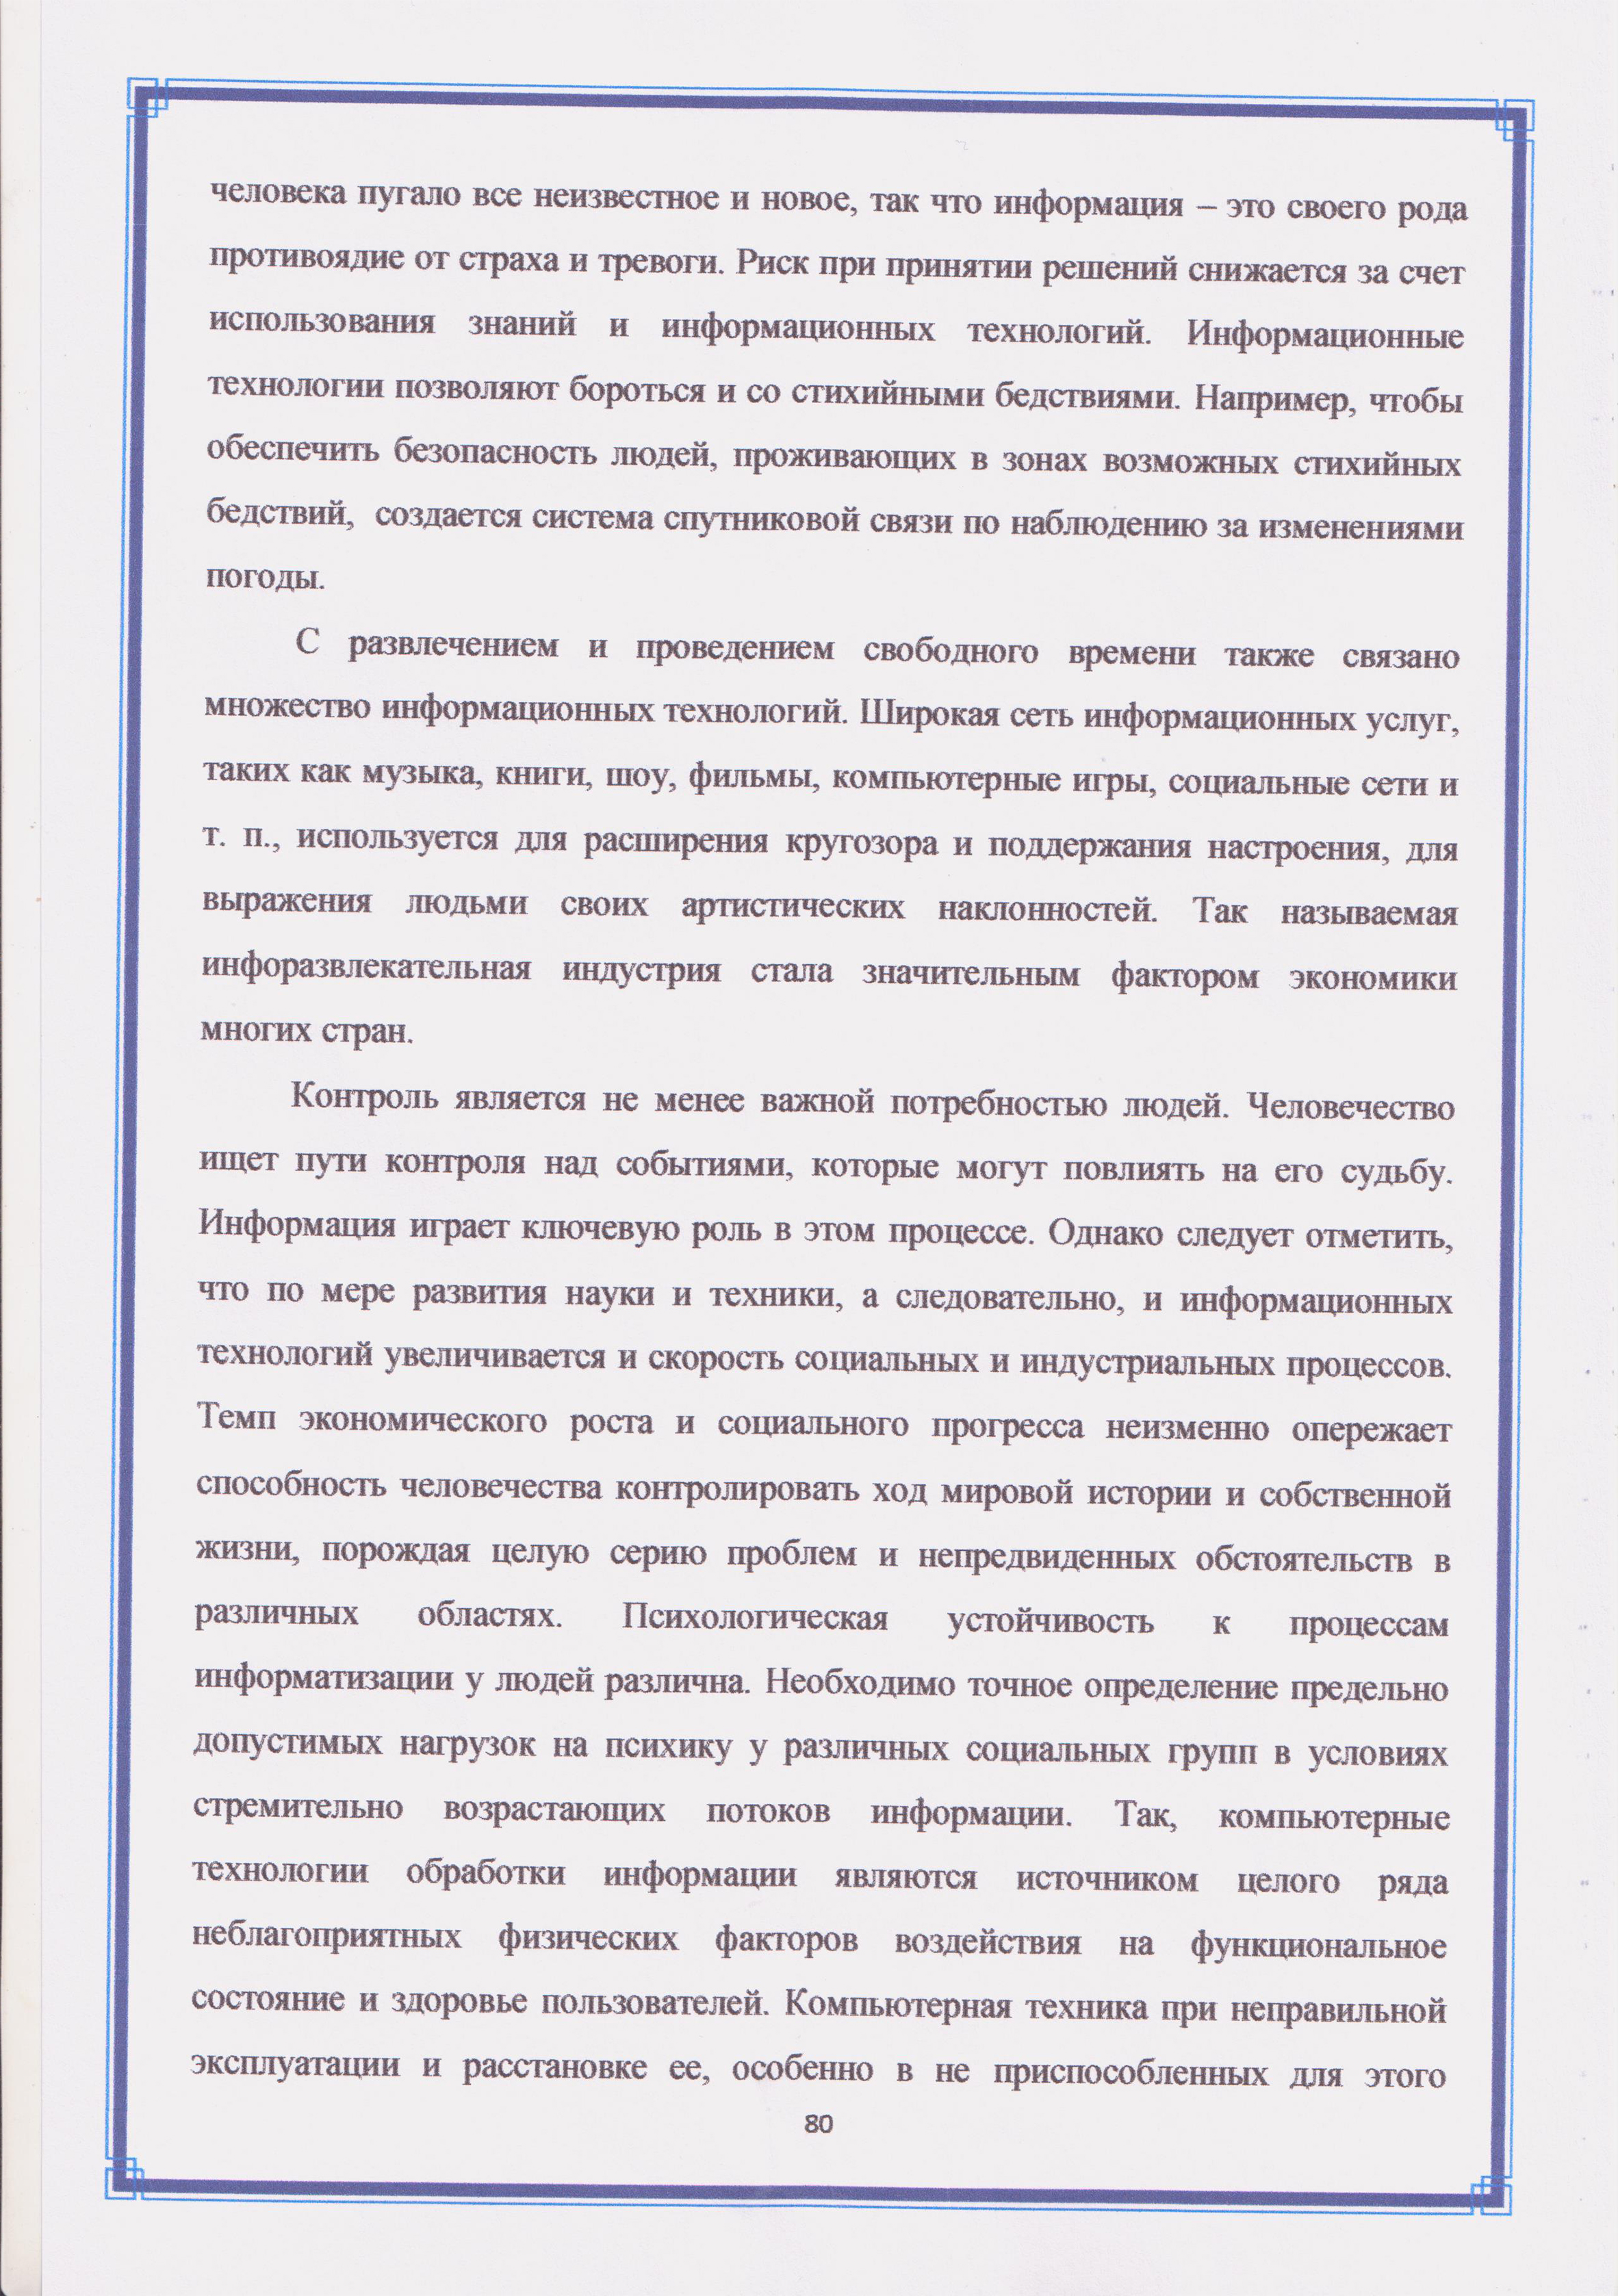 человека пугало все неизвестное и новое, так что информация – это своего рода
противоядие от страха и тревоги. Риск при принятии решений снижается за счет
использования знаний и информационных технологий. Информационные
технологии позволяют бороться и со стихийными бедствиями. Например, чтобы
обеспечить безопасность людей, проживающих в зонах возможных стихийных
бедствий, создается система спутниковой связи по наблюдению за изменениями
погоды.
С развлечением и проведением свободного времени также связано
множество информационных технологий. Широкая сеть информационных услуг,
таких как музыка, книги, шоу, фильмы, компьютерные игры, социальные сети и
т. п., используется для расширения кругозора и поддержания настроения, для
выражения людьми своих артистических наклонностей. Так называемая
инфоразвлекательная индустрия стала значительным фактором экономики
многих стран.
Контроль является не менее важной потребностью людей. Человечество
ищет пути контроля над событиями, которые могут повлиять на его судьбу.
Информация играет ключевую роль в этом процессе. Однако следует отметить,
что по мере развития науки и техники, а следовательно, и информационных
технологий увеличивается и скорость социальных и индустриальных процессов.
Темп экономического роста и социального прогресса неизменно опережает
способность человечества контролировать ход мировой истории и собственной
жизни, порождая целую серию проблем и непредвиденных обстоятельств в
различных областях. Психологическая устойчивость к процессам
информатизации у людей различна. Необходимо точное определение предельно
допустимых нагрузок на психику у различных социальных групп в условиях
стремительно возрастающих потоков информации. Так, компьютерные
технологии обработки информации являются источником целого ряда
неблагоприятных физических факторов воздействия на функциональное
состояние и здоровье пользователей. Компьютерная техника при неправильной
эксплуатации и расстановке ее, особенно в не приспособленных для этого
80